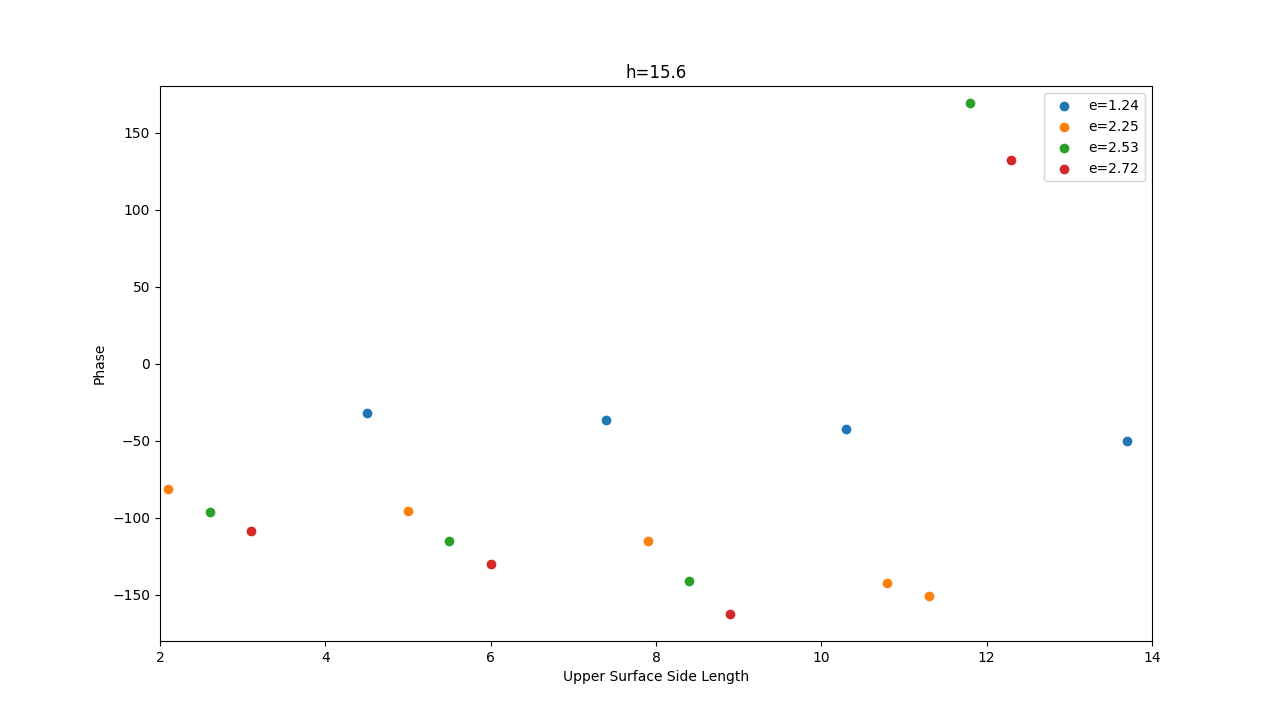 h=15.6
e=1.24
e=2.25
e=2.53
e=2.72
Phase
150
100
50
0
−50
−100
−150
2 4 6 8 10 12 14
Upper Surface Side Length